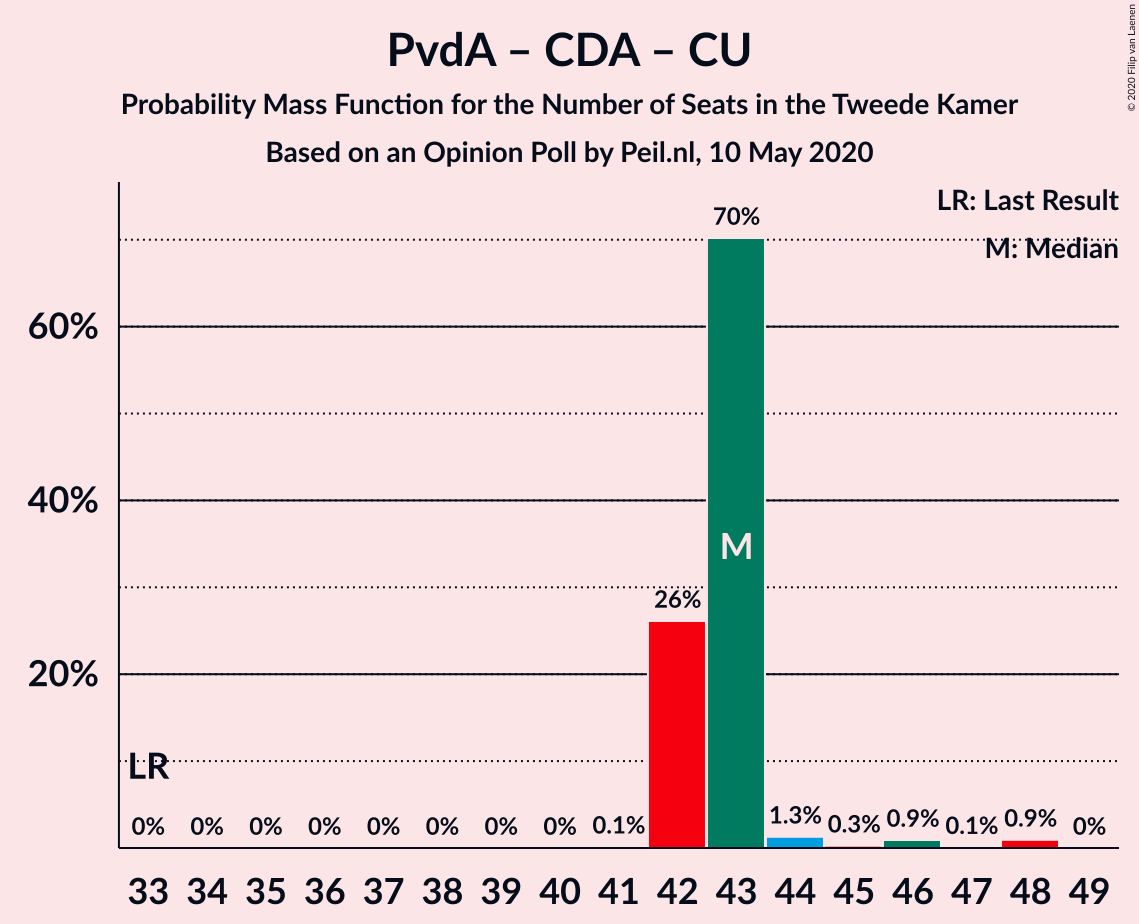 PvdA – CDA – CU
Probability Mass Function for the Number of Seats in the Tweede Kamer
Based on an Opinion Poll by Peil.nl, 10 May 2020
© 2020 Filip van Laenen
LR: Last Result
M: Median
70%
60%
M
40%
26%
20%
LR
0% 0% 0% 0% 0% 0% 0% 0% 0.1% 1.3% 0.3% 0.9% 0.1% 0.9% 0%
33 34 35 36 37 38 39 40 41 42 43 44 45 46 47 48 49